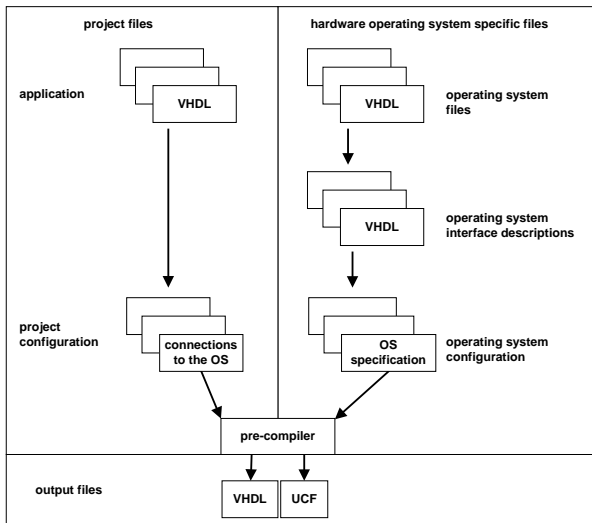 project files
hardware operating system specific files
application
VHDL
VHDL
operating system
files
VHDL
operating system
interface descriptions
project
configuration
connections
to the OS
OS
specification
operating system
configuration
pre-compiler
output files
VHDL
UCF